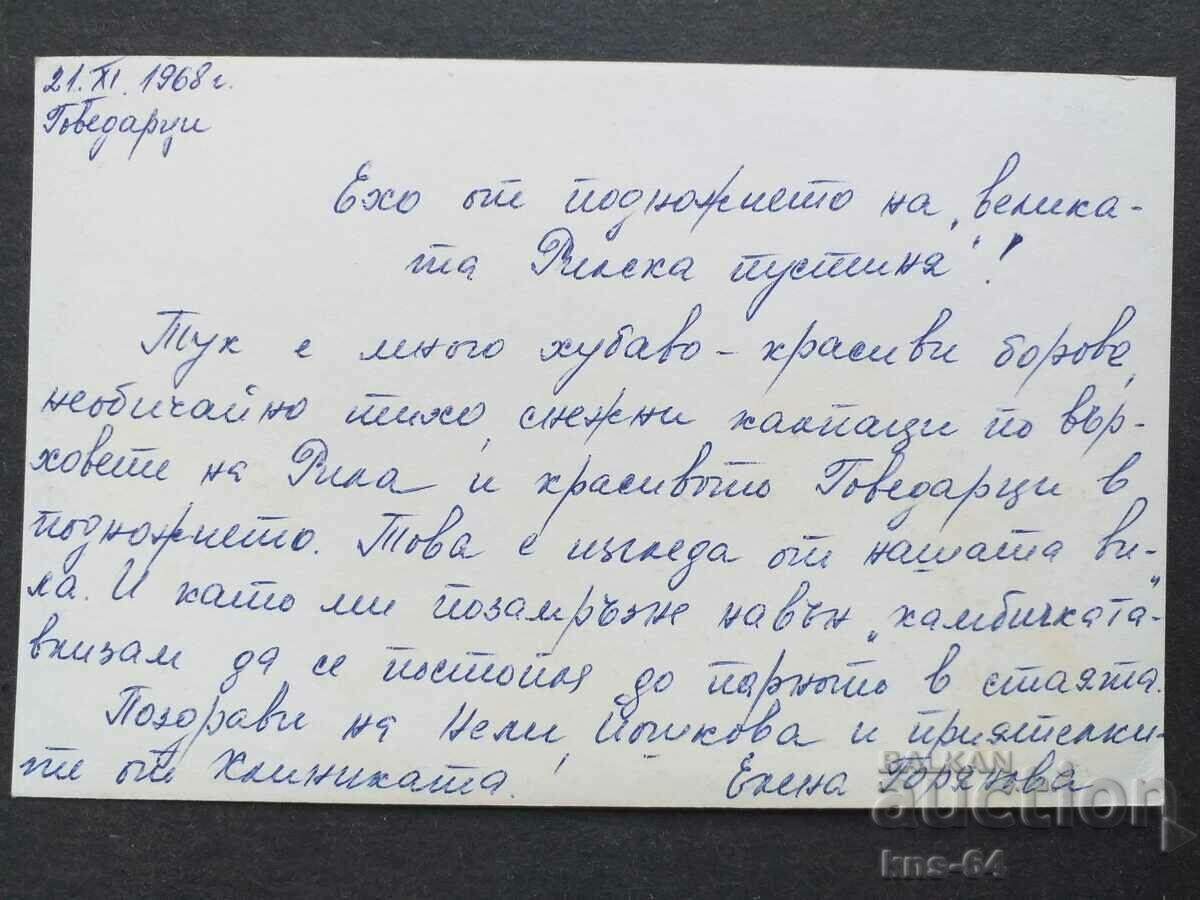 21.XI.1968 г.
Говедарци
Ехо от подножието на „велика-
та Рилска пустиня“!
Тук е много хубаво - красиви борове,
необичайно тихо, снежни калпаци по вър-
ховете на Рила и красивото Говедарци в
подножието. Това е изгледа от нашата ви-
ла. И като ми позамръзне навън „камбичката“-
влизам да се постопля до парното в стаята.
Поздрави на Нели Йошкова и приятелки-
те от Клиниката! Елена Горянова
BALKAN
auction
kns-64